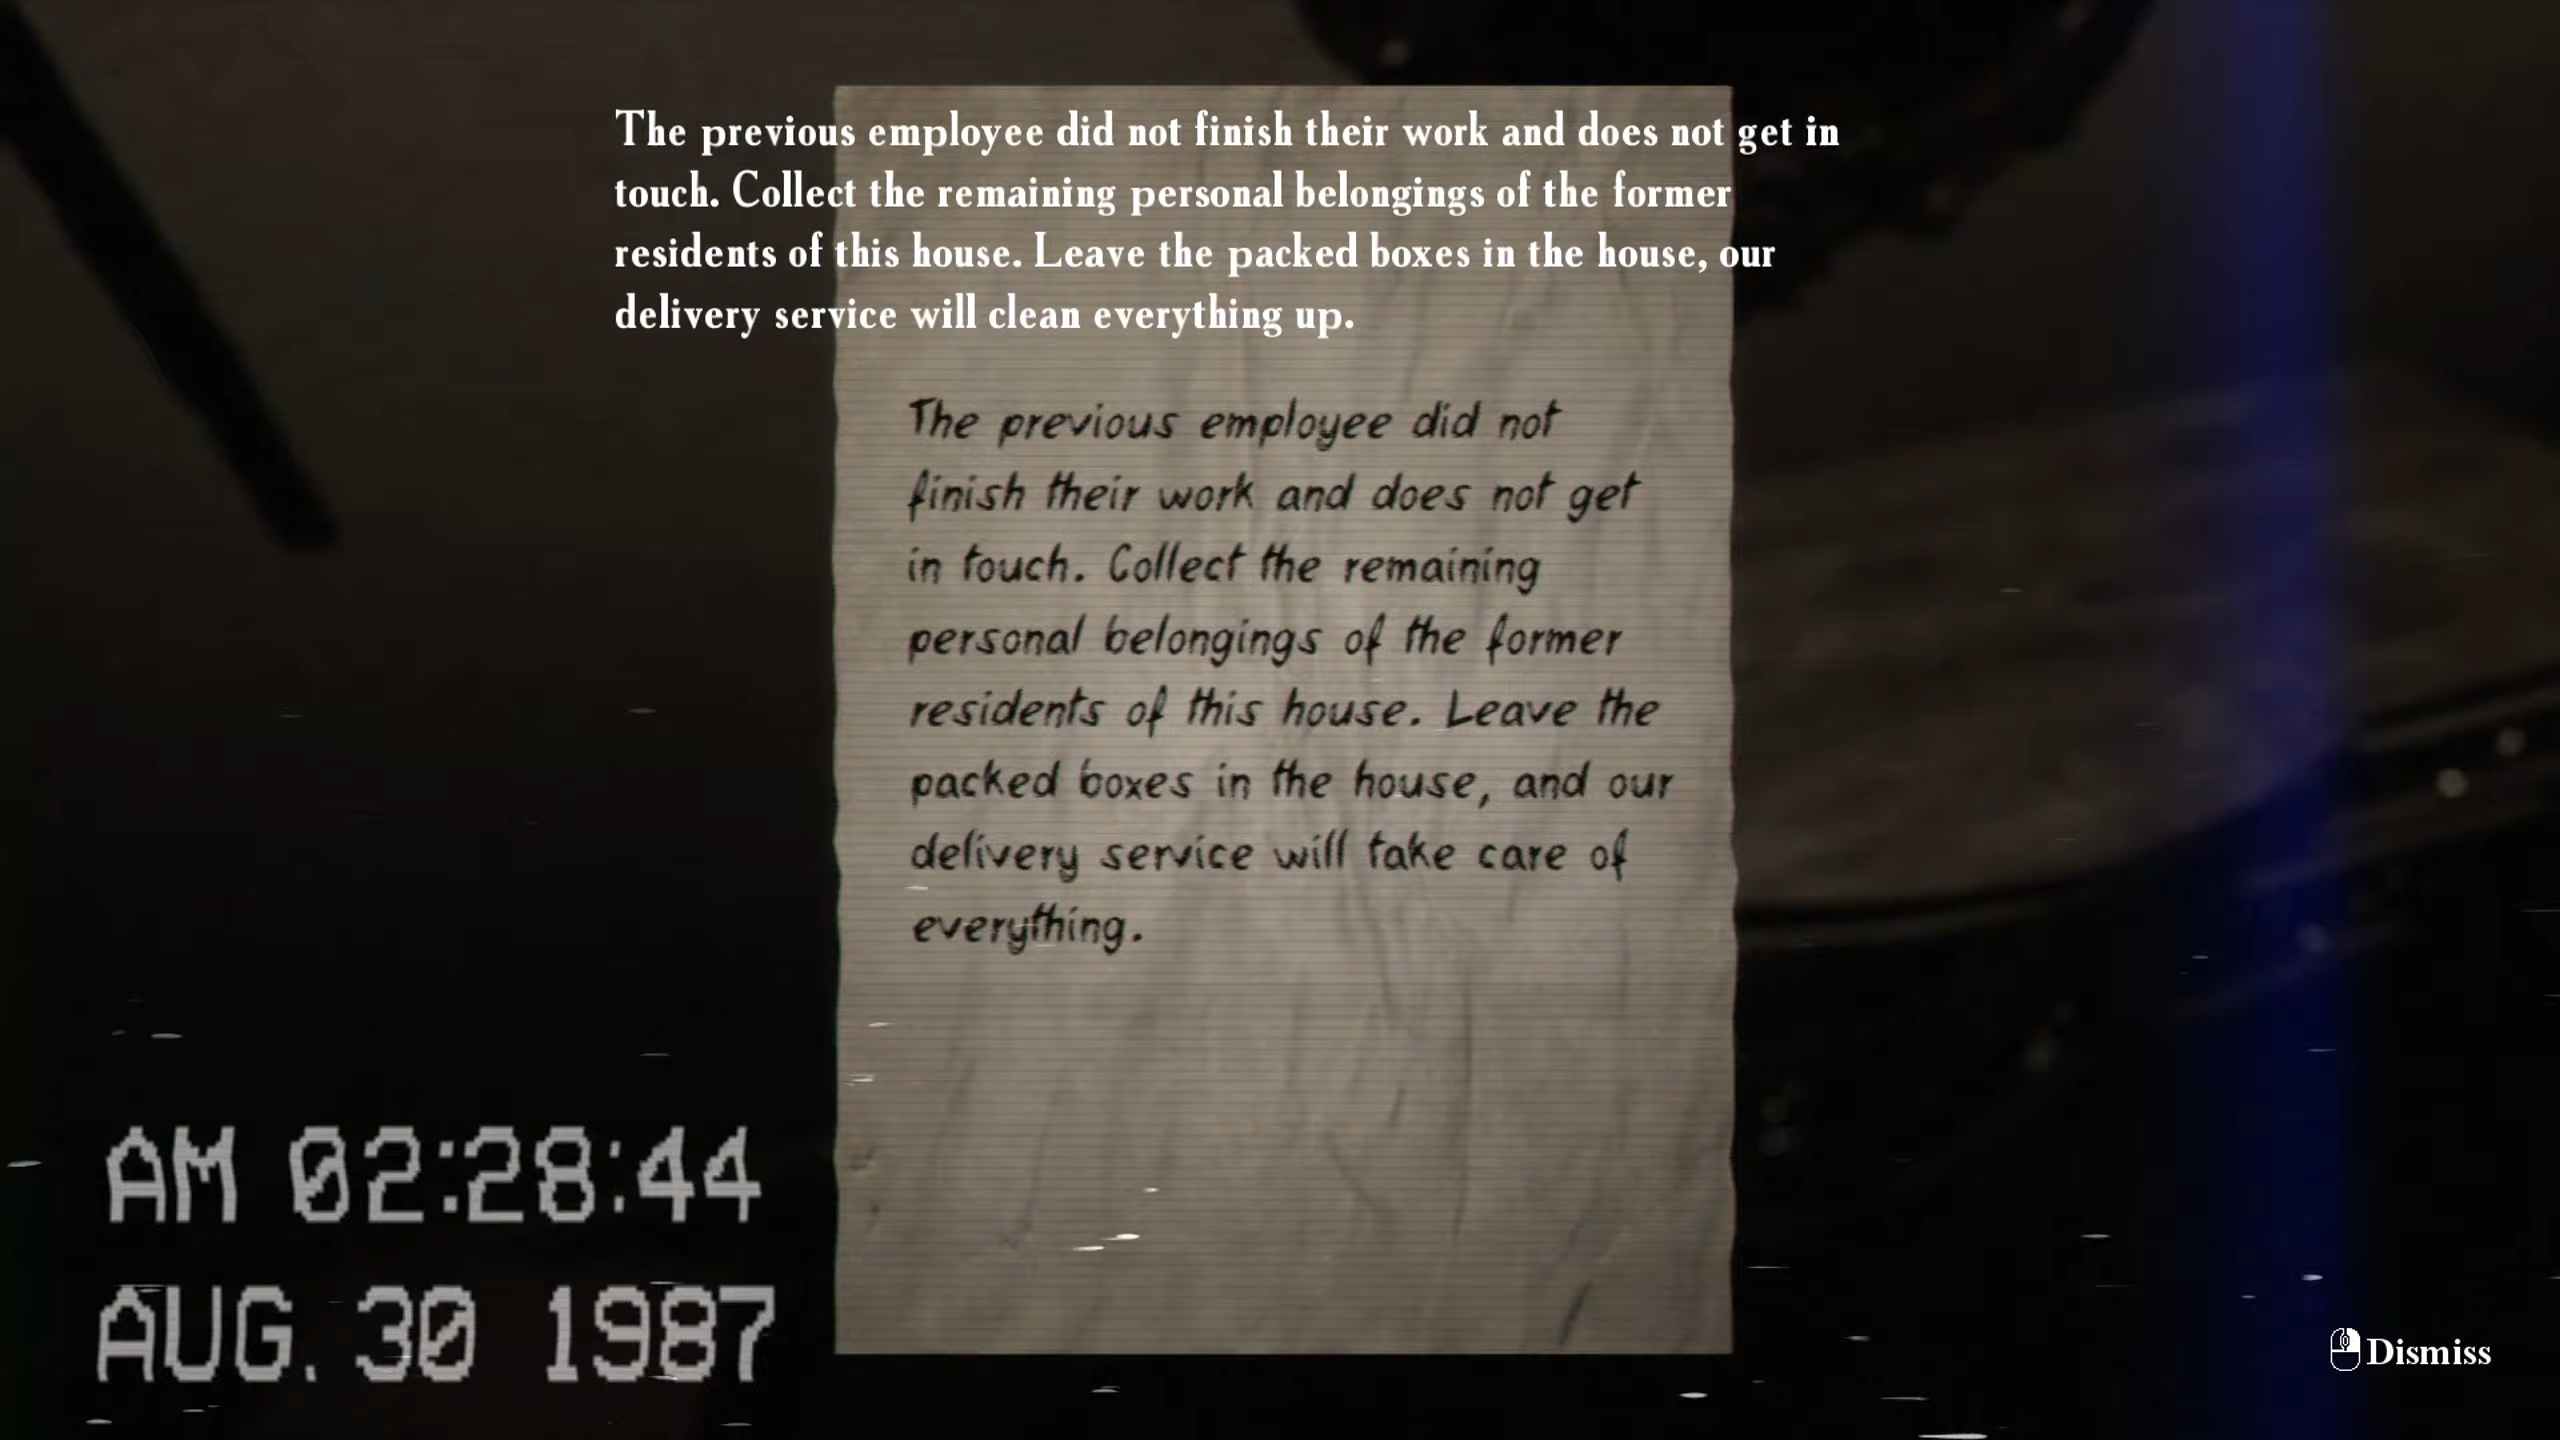 The previous employee did not finish their work and does not get in
touch. Collect the remaining personal belongings of the former
residents of this house. Leave the packed boxes in the house, our
delivery service will clean everything up.
The previous employee did not
finish their work and does not get
in touch. Collect the remaining
personal belongings of the former
residents of this house. Leave the
packed boxes in the house, and our
delivery service will take care of
everything.
AM 02:28:44
AUG. 30 1987
Dismiss